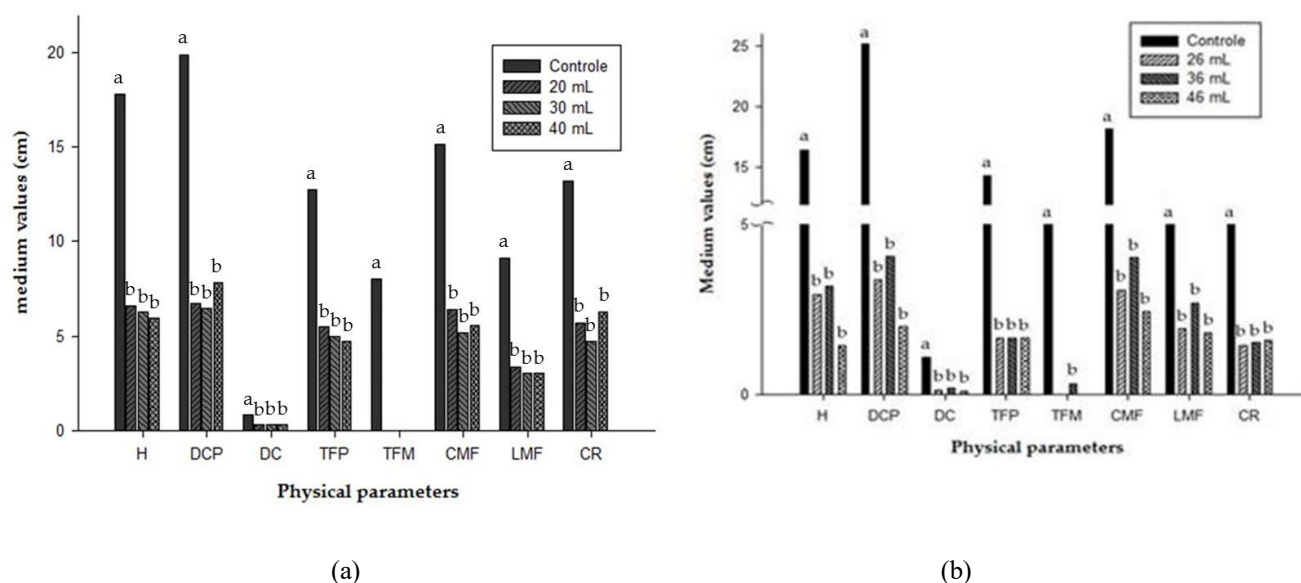 a
a
a
a
a
a
a
a
b
b
b
b
b
b
b b b
b
b
b
b
b
b
b
b b
b
b
b
20
15
10
5
0
medium values (cm)
Controle
20 mL
30 mL
40 mL
H DCP DC TFP TFM CMF LMF CR
Physical parameters
(a)
a
a
a
a
a
a
a
a
b
b
b
b
b
b
b b b
b b b
b
b
b
b
b
b
b
b b b
25
20
15
5
0
Medium values (cm)
Controle
26 mL
36 mL
46 mL
H DCP DC TFP TFM CMF LMF CR
Physical parameters
(b)